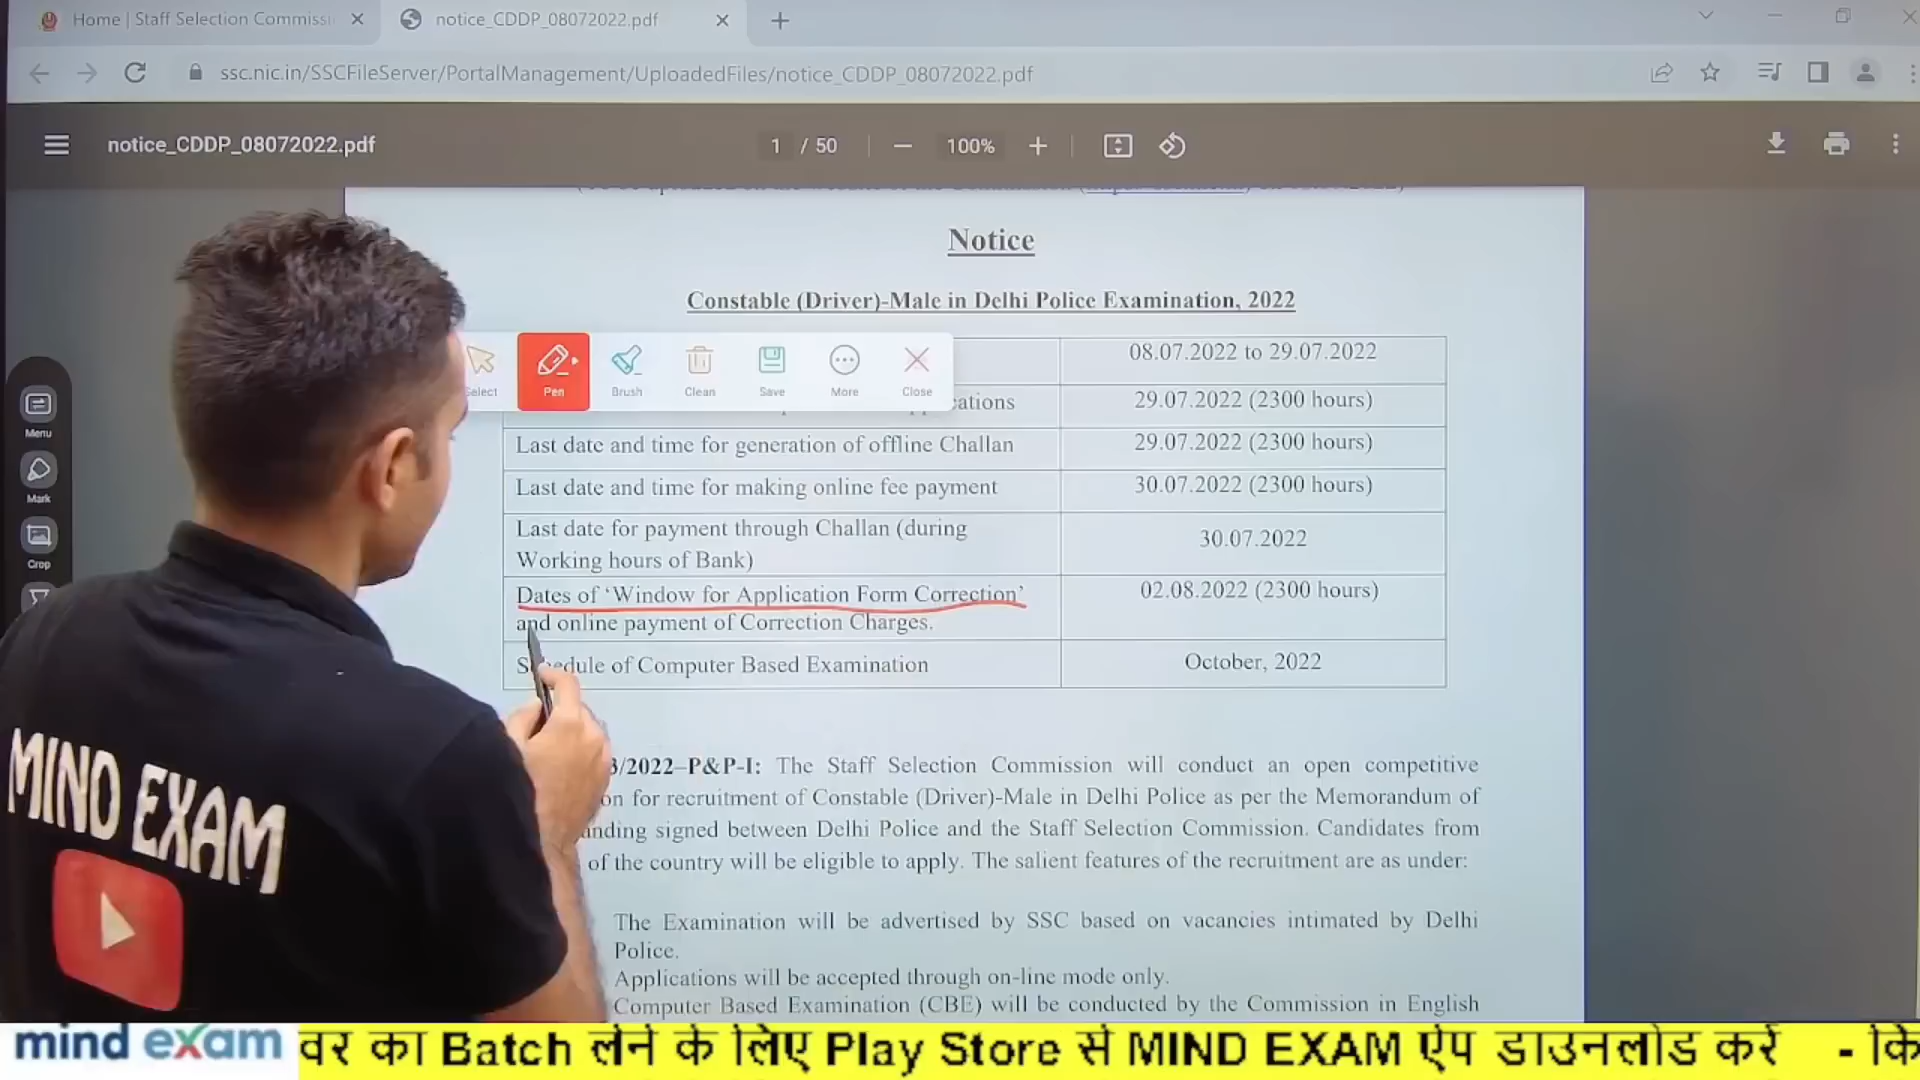 Home | Staff Selection Commissi
notice_CDDP_08072022.pdf
ssc.nic.in/SSCFileServer/PortalManagement/UploadedFiles/notice_CDDP_08072022.pdf
notice_CDDP_08072022.pdf
1 / 50
100%
Notice
Constable (Driver)-Male in Delhi Police Examination, 2022
08.07.2022 to 29.07.2022
Select Pen Brush Clean Save More Close
cations 29.07.2022 (2300 hours)
Last date and time for generation of offline Challan 29.07.2022 (2300 hours)
Last date and time for making online fee payment 30.07.2022 (2300 hours)
Last date for payment through Challan (during
Working hours of Bank) 30.07.2022
Dates of ‘Window for Application Form Correction’ 02.08.2022 (2300 hours)
and online payment of Correction Charges.
Schedule of Computer Based Examination October, 2022
Menu
Mark
Crop
3/2022–P&P-I: The Staff Selection Commission will conduct an open competitive
on for recruitment of Constable (Driver)-Male in Delhi Police as per the Memorandum of
nding signed between Delhi Police and the Staff Selection Commission. Candidates from
of the country will be eligible to apply. The salient features of the recruitment are as under:
The Examination will be advertised by SSC based on vacancies intimated by Delhi
Police.
Applications will be accepted through on-line mode only.
Computer Based Examination (CBE) will be conducted by the Commission in English
MIND EXAM
mind exam
वर का Batch लेने के लिए Play Store से MIND EXAM ऐप डाउनलोड करें - कि